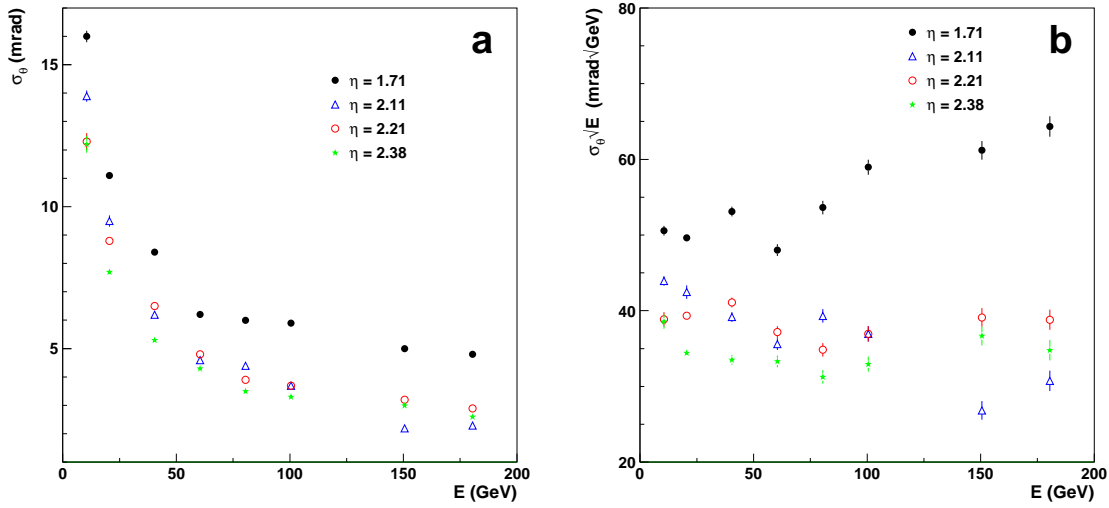 σθ (mrad)
a
15
10
5
η = 1.71
η = 2.11
η = 2.21
η = 2.38
0 50 100 150 200
E (GeV)
σθ√E (mrad√GeV)
b
80
60
40
20
η = 1.71
η = 2.11
η = 2.21
η = 2.38
0 50 100 150 200
E (GeV)